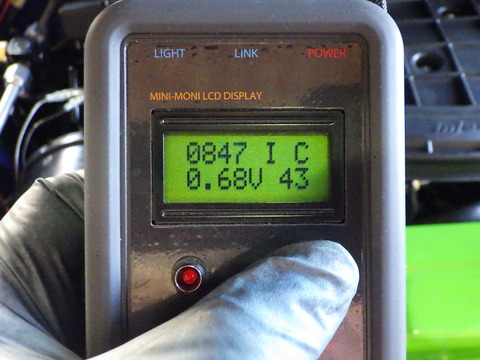 LIGHT LINK POWER
MINI-MONI LCD DISPLAY
0847 I C
0.68V 43